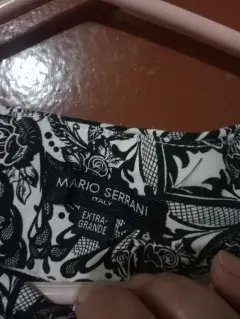 MARIO SERRANI
ITALY
EXTRA-
GRANDE